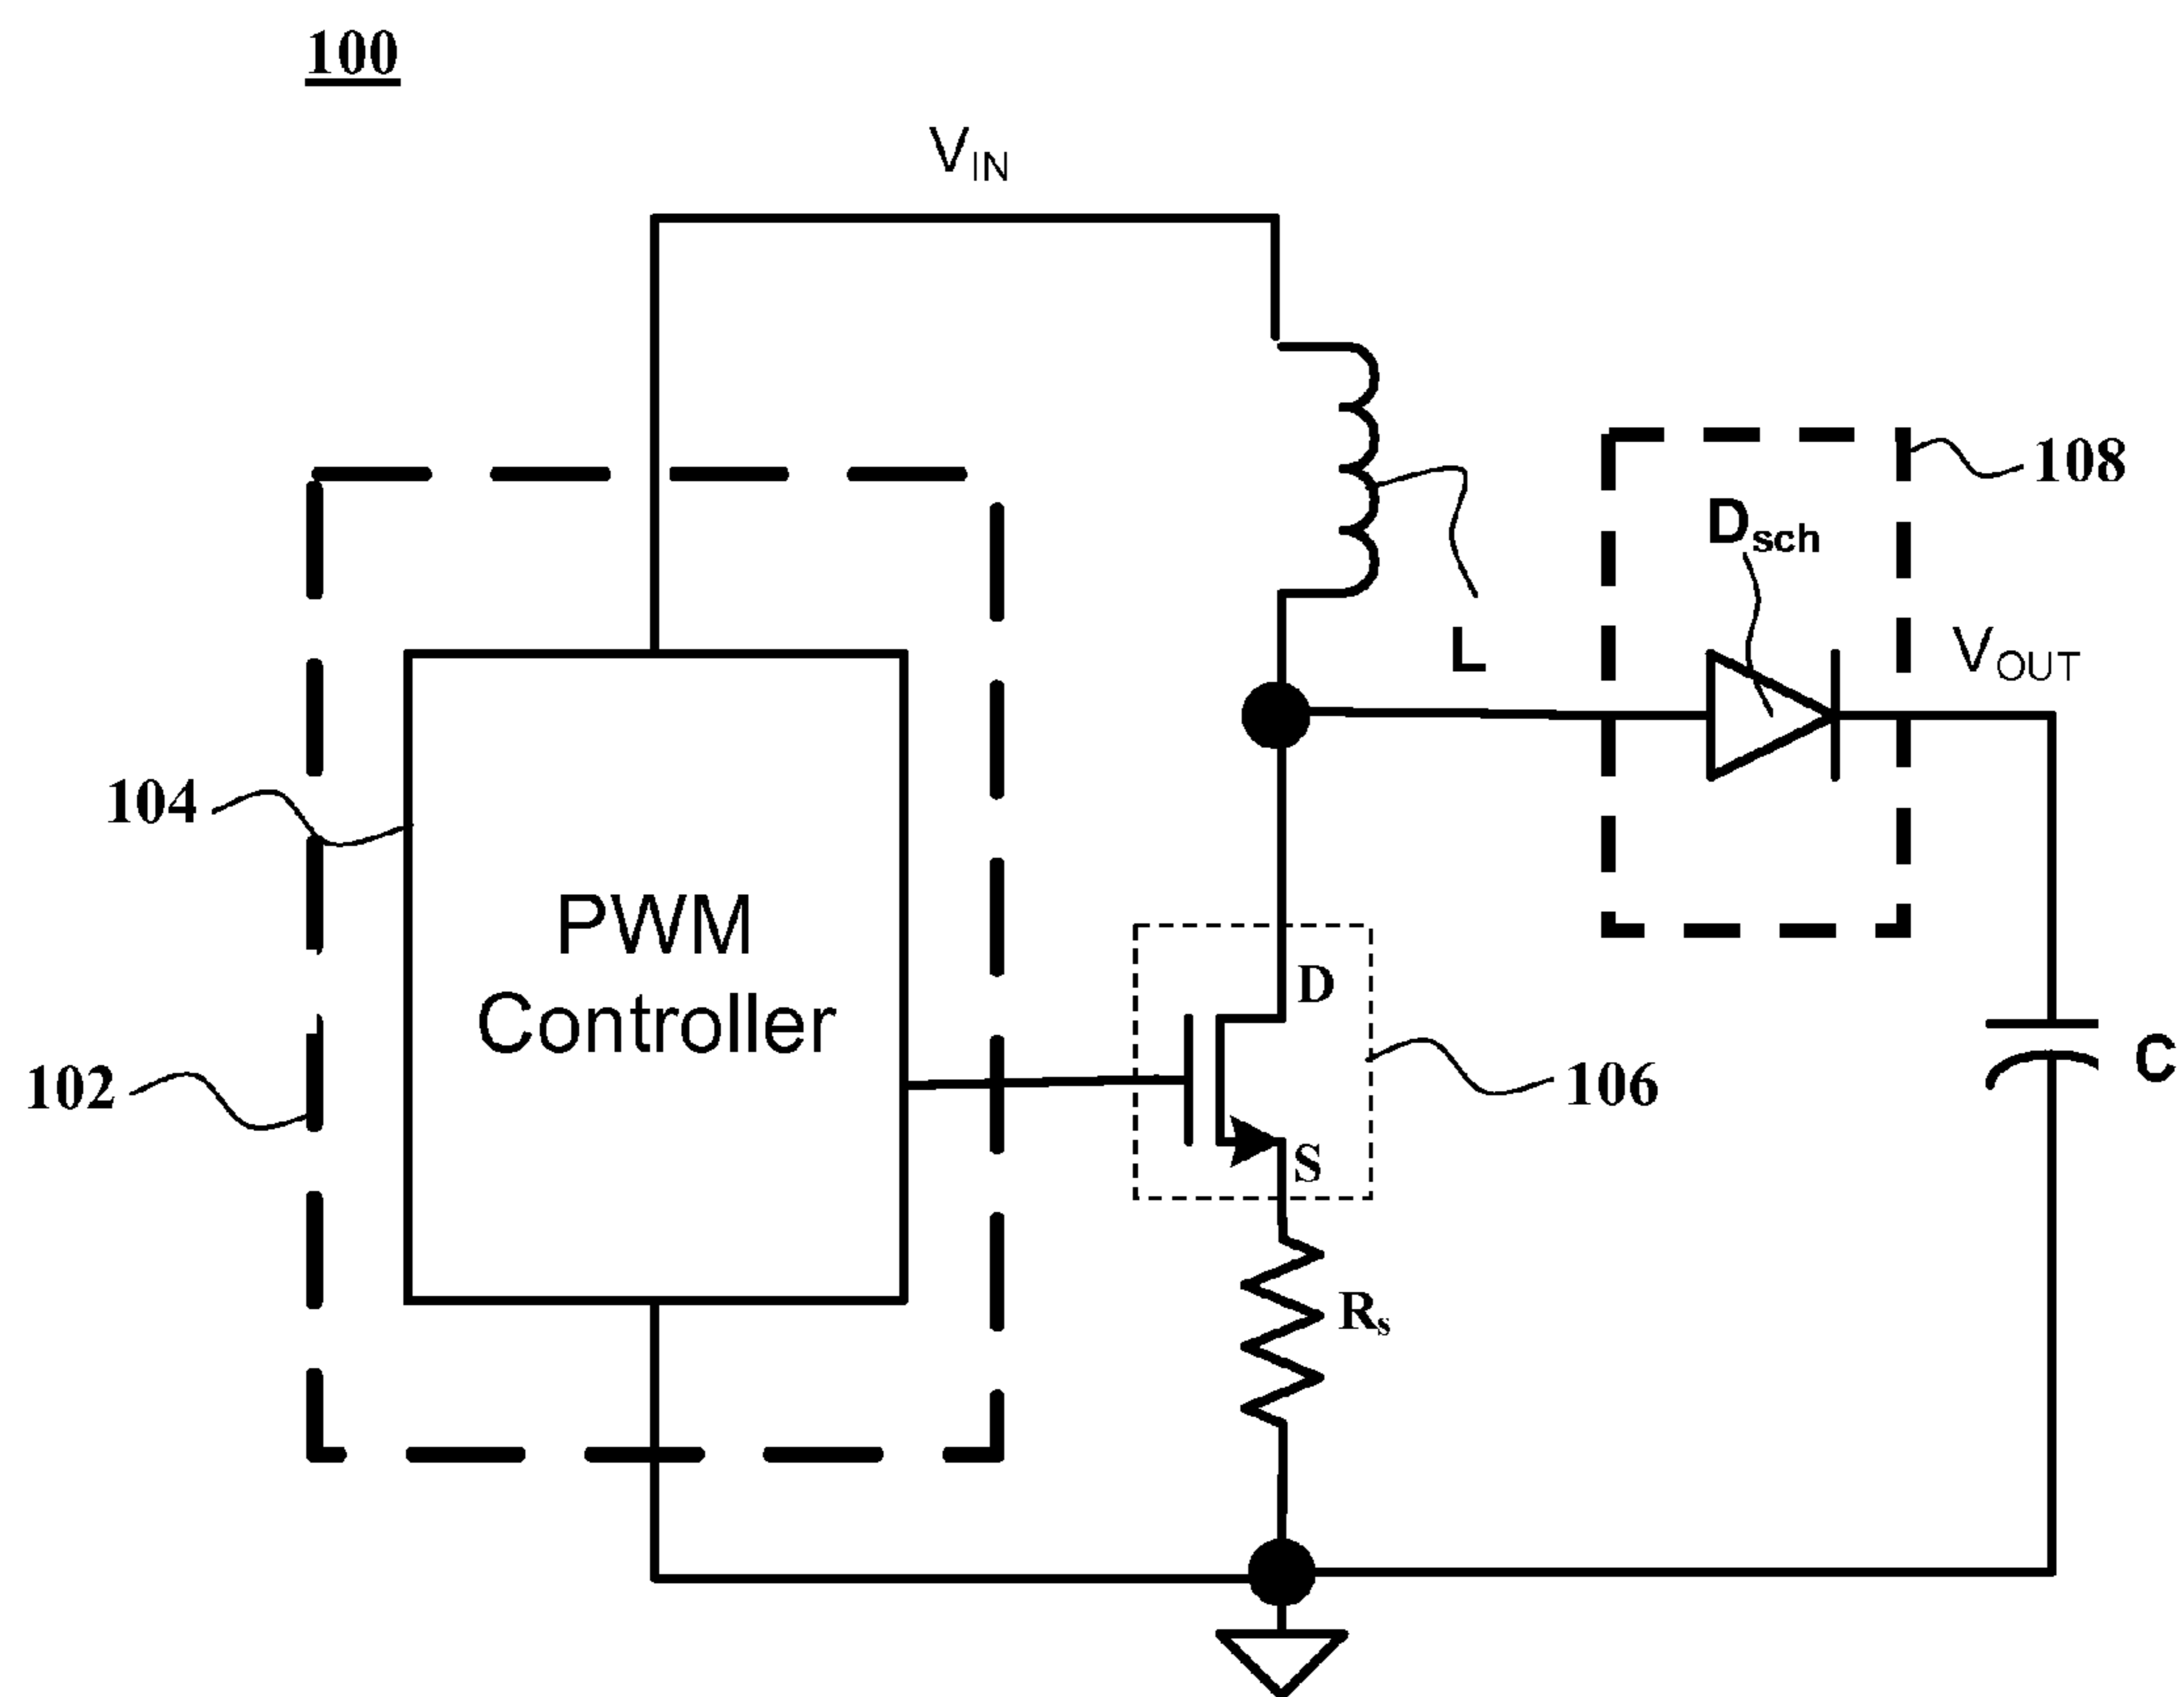 100
VIN
108
Dsch
L
VOUT
104
PWM
Controller
D
C
102
106
S
Rs